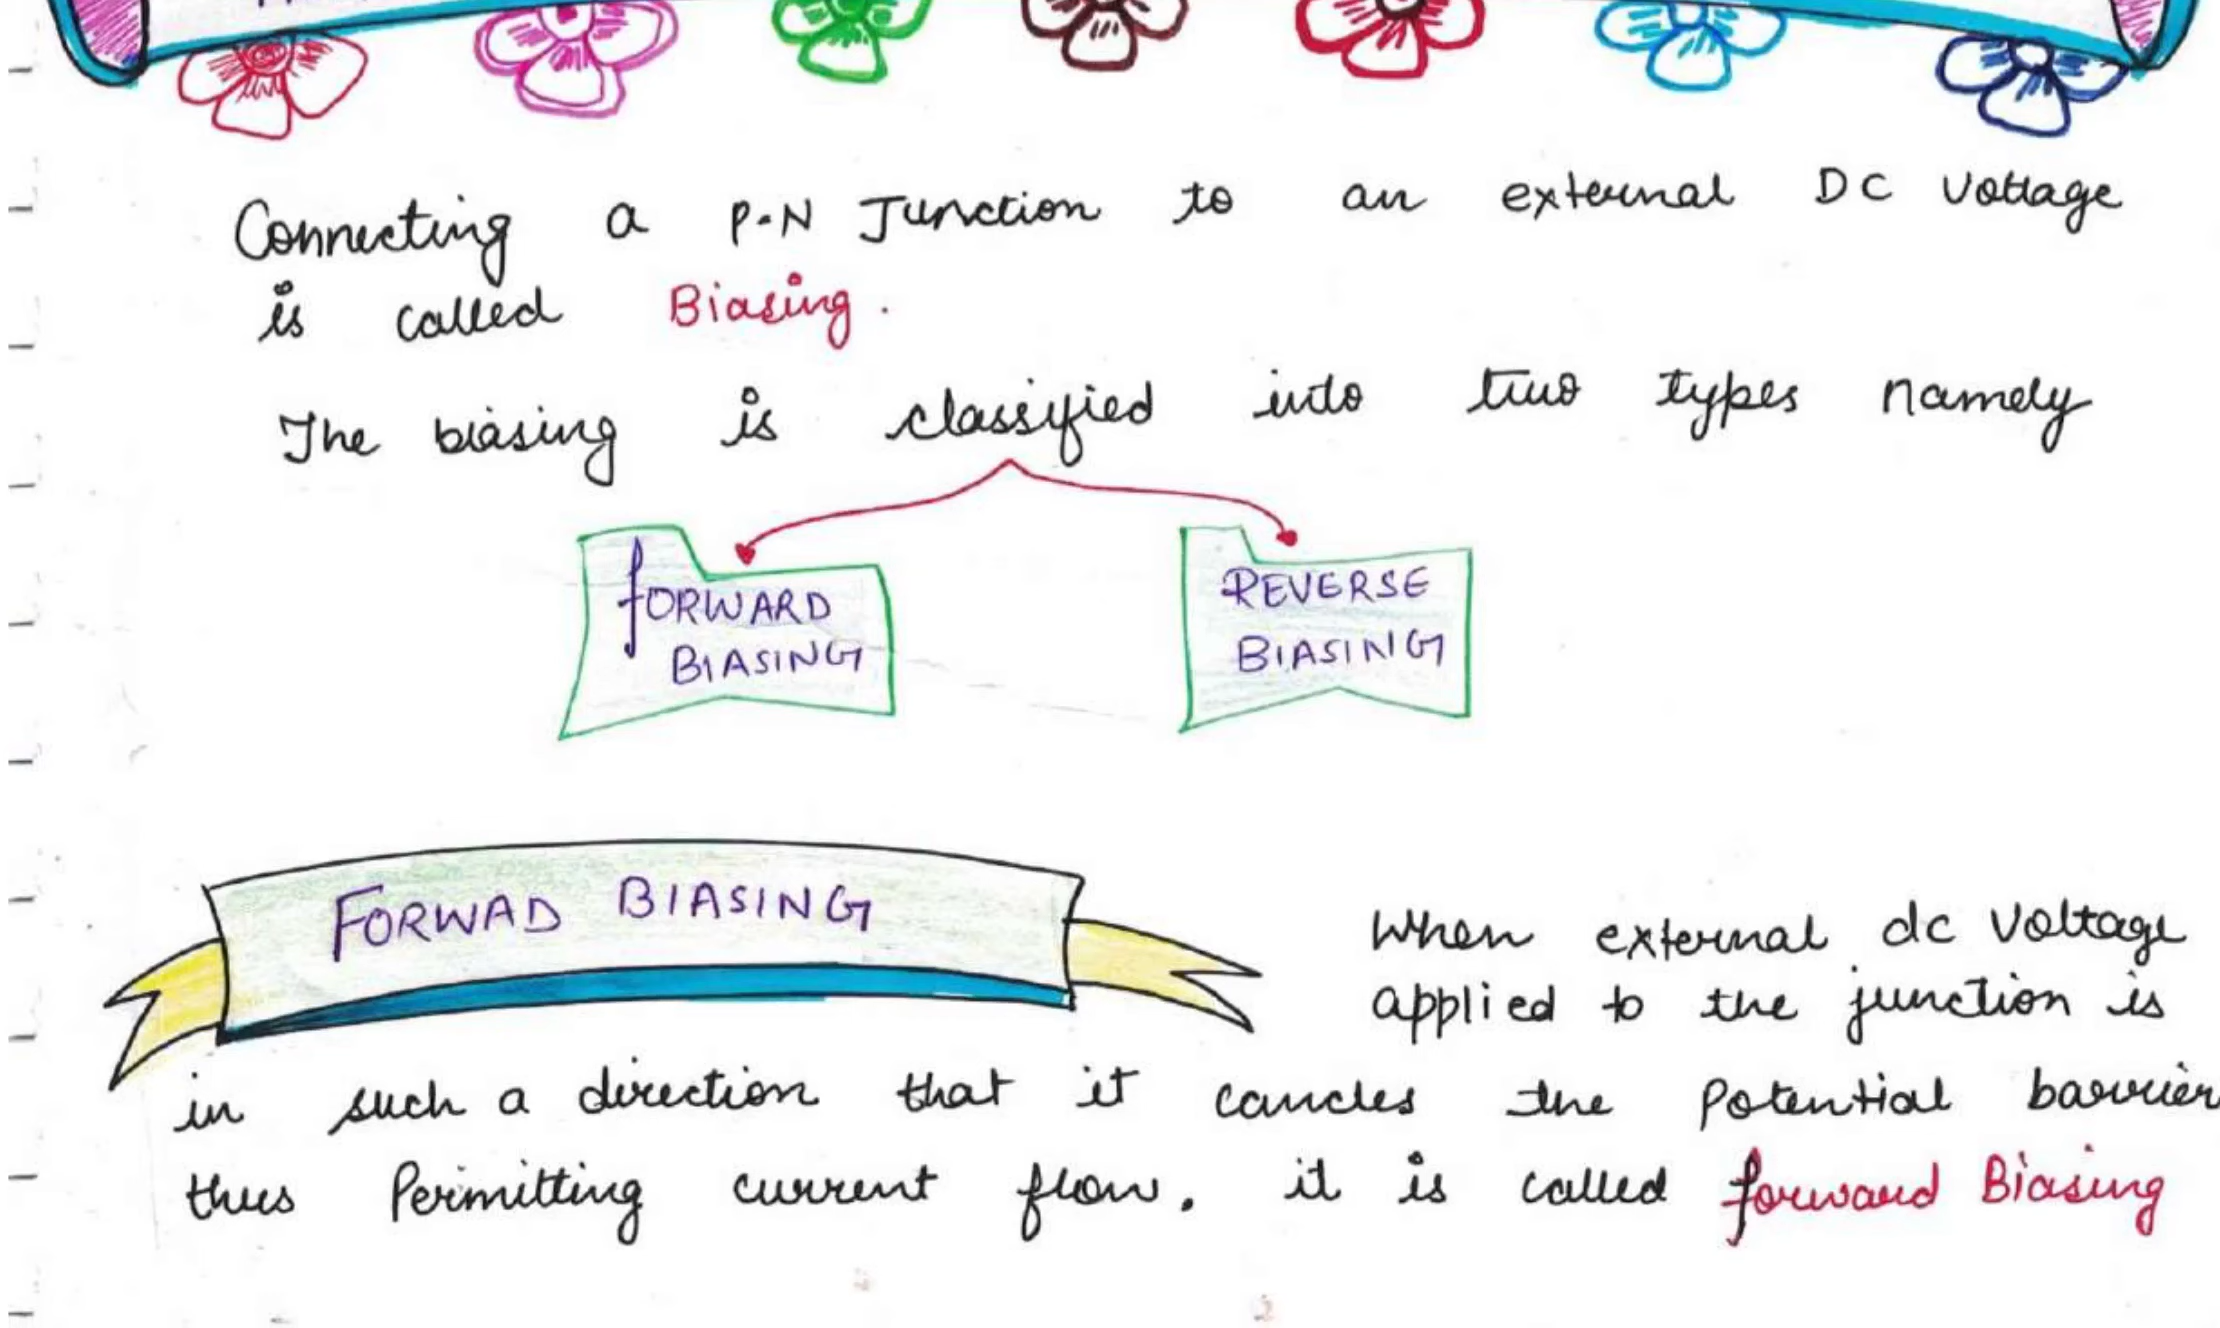 Connecting a P-N Junction to an external DC Voltage
is called Biasing.
The biasing is classified into two types namely
FORWARD
BIASING
REVERSE
BIASING
FORWAD BIASING
When external dc Voltage
applied to the junction is
in such a direction that it cancles the Potential barrier
thus Permitting current flow. it is called forward Biasing